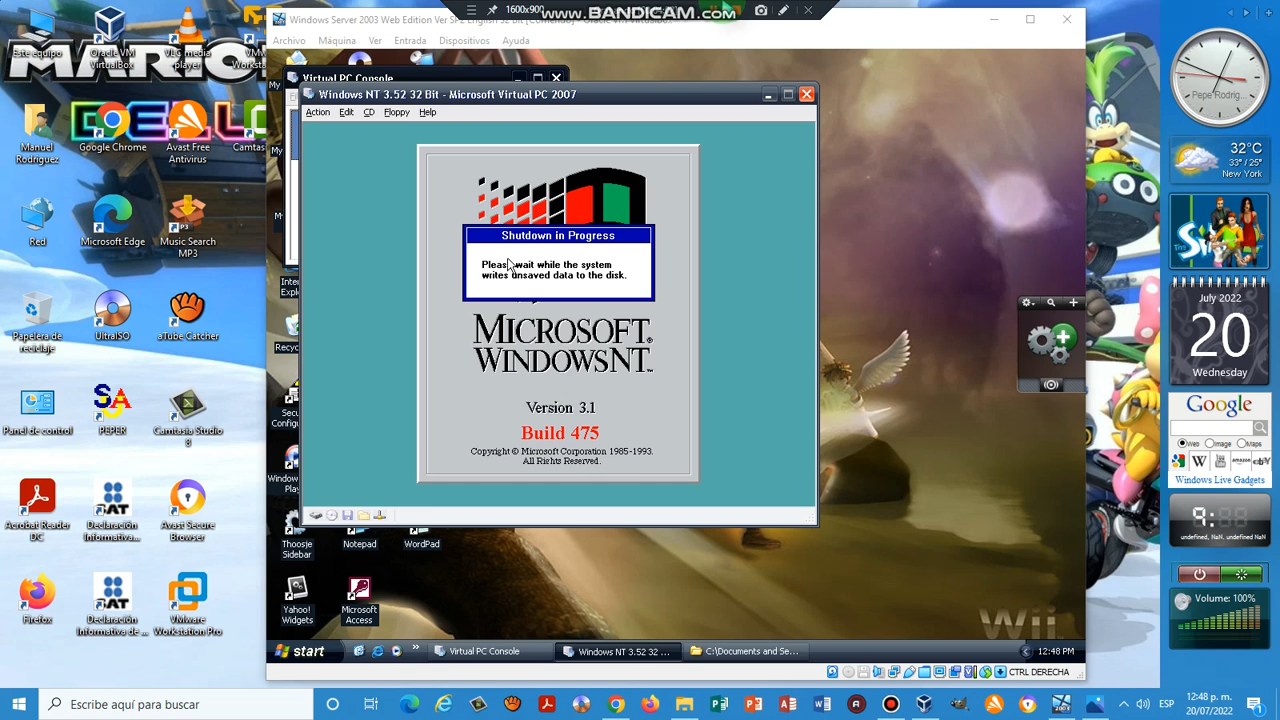 1600x900
www.BANDICAM.com
Windows Server 2003 Web Edition Ver SP2 English 32 Bit
Archivo Máquina Ver Entrada Dispositivos Ayuda
Este equipo
Oracle VM VirtualBox
VLC media player
Manuel Rodriguez
Google Chrome
Avast Free Antivirus
Red
Microsoft Edge
Music Search MP3
Papelera de reciclaje
UltraISO
aTube Catcher
Panel de control
PEPER
Camtasia Studio 8
Acrobat Reader DC
Declaración Informativa...
Avast Secure Browser
Firefox
Declaración Informativa de ...
VMware Workstation Pro
Virtual PC Console
Windows NT 3.52 32 Bit - Microsoft Virtual PC 2007
Action Edit CD Floppy Help
Shutdown in Progress
Please wait while the system
writes unsaved data to the disk.
MICROSOFT®
WINDOWS NT™
Version 3.1
Build 475
Copyright © Microsoft Corporation 1985-1993.
All Rights Reserved.
Thoosje Sidebar
Notepad
WordPad
Yahoo! Widgets
Microsoft Access
Wii
start
Virtual PC Console
Windows NT 3.52 32 ...
C:\Documents and Se...
12:48 PM
CTRL DERECHA
Pepe Rodrig...
32°C
33° / 25°
New York
The Sims
July 2022
20
Wednesday
Google
Web Image Maps
Windows Live Gadgets
9:
undefined, NaN. undefined NaN
Volume: 100%
Escribe aquí para buscar
ESP
12:48 p. m.
20/07/2022